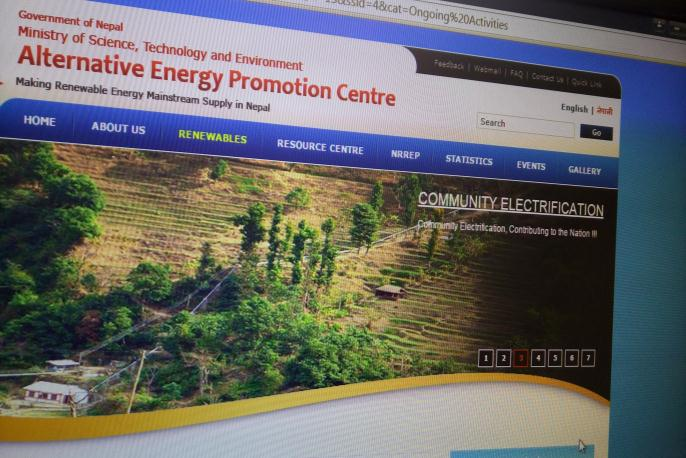 13&ssid=4&cat=Ongoing%20Activities
Government of Nepal
Ministry of Science, Technology and Environment
Alternative Energy Promotion Centre
Making Renewable Energy Mainstream Supply in Nepal
Feedback | Webmail | FAQ | Contact us | Quick Link
English | नेपाली
Search Go
HOME ABOUT US RENEWABLES RESOURCE CENTRE NRREP STATISTICS EVENTS GALLERY
COMMUNITY ELECTRIFICATION
Community Electrification, Contributing to the Nation !!!
1 2 3 4 5 6 7